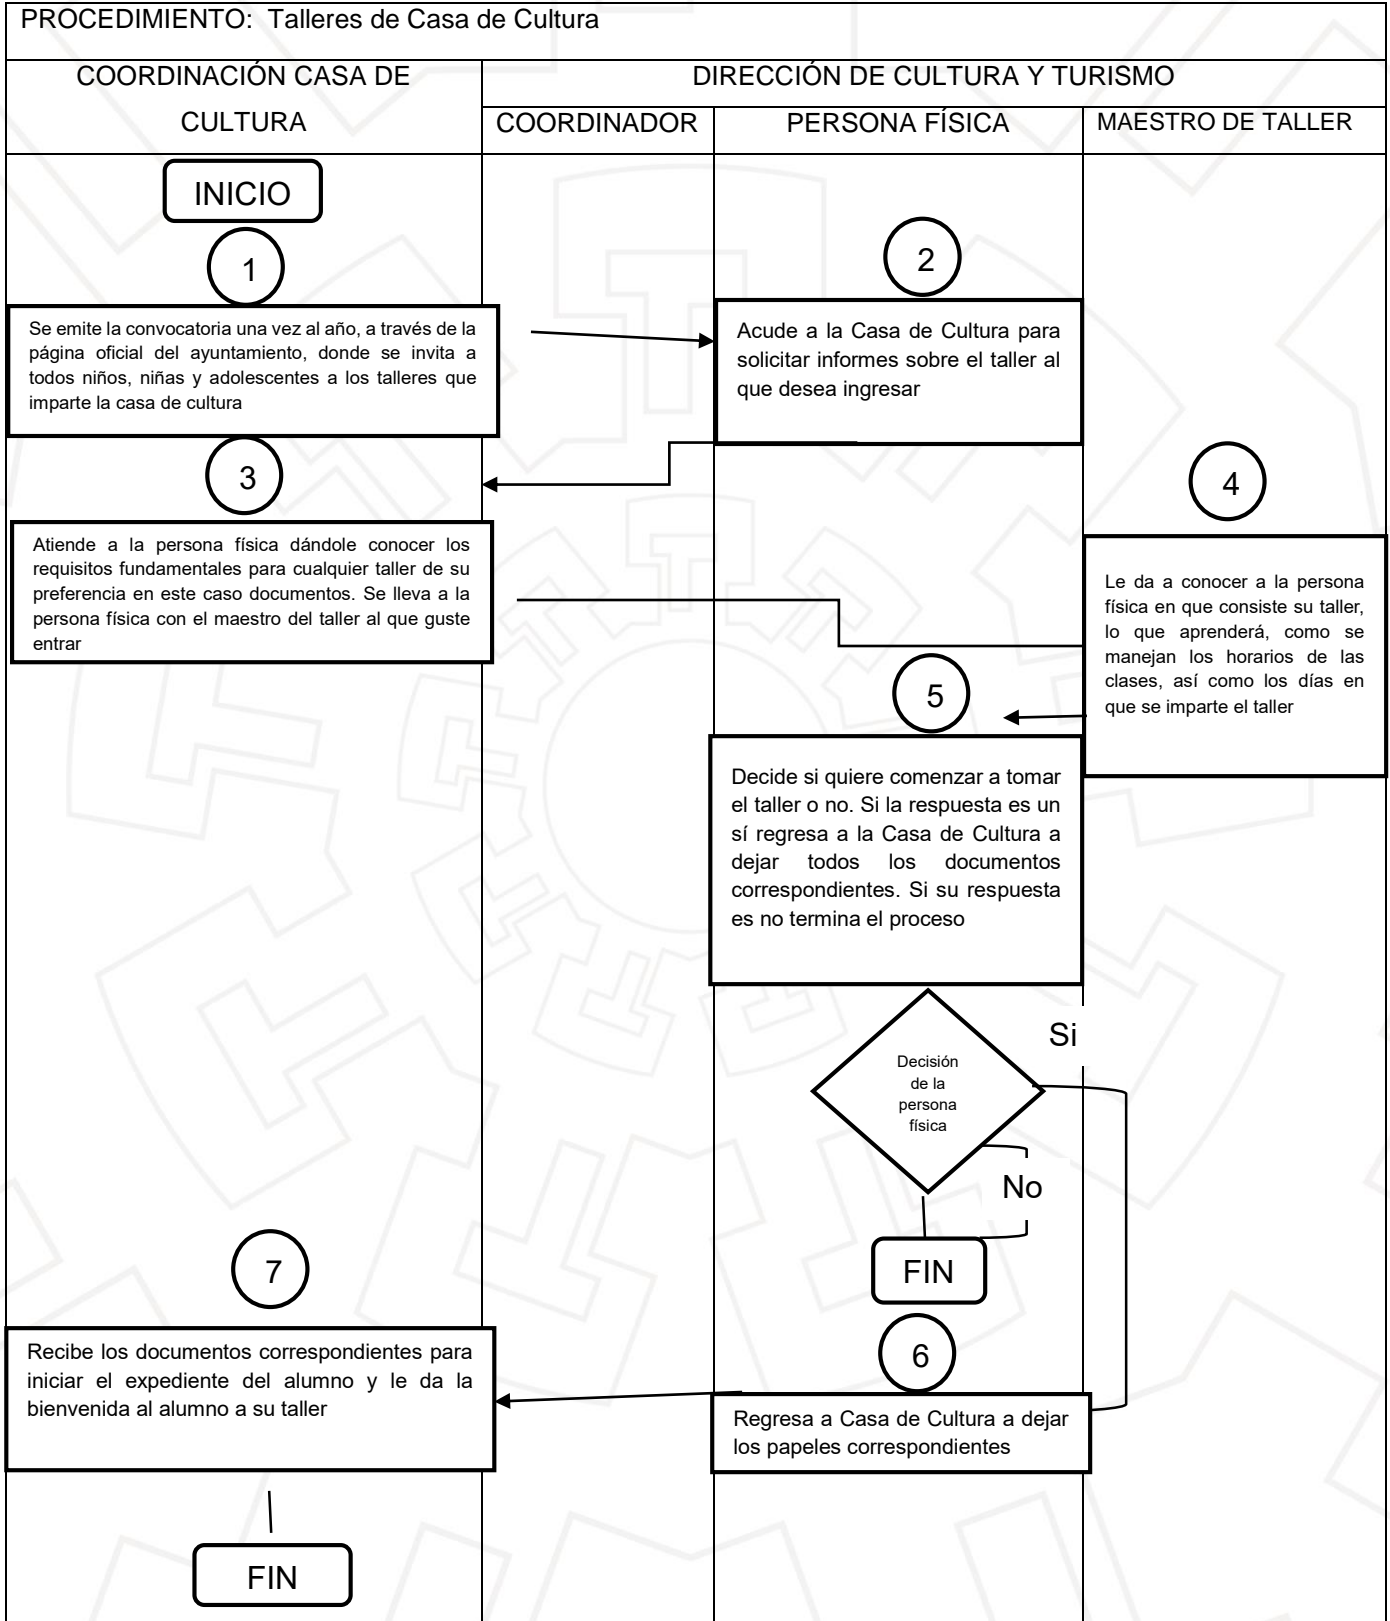 PROCEDIMIENTO: Talleres de Casa de Cultura
COORDINACIÓN CASA DE
CULTURA
DIRECCIÓN DE CULTURA Y TURISMO
COORDINADOR
PERSONA FÍSICA
MAESTRO DE TALLER
INICIO
1
Se emite la convocatoria una vez al año, a través de la
página oficial del ayuntamiento, donde se invita a
todos niños, niñas y adolescentes a los talleres que
imparte la casa de cultura
2
Acude a la Casa de Cultura para
solicitar informes sobre el taller al
que desea ingresar
3
Atiende a la persona física dándole conocer los
requisitos fundamentales para cualquier taller de su
preferencia en este caso documentos. Se lleva a la
persona física con el maestro del taller al que guste
entrar
4
Le da a conocer a la persona
física en que consiste su taller,
lo que aprenderá, como se
manejan los horarios de las
clases, así como los días en
que se imparte el taller
5
Decide si quiere comenzar a tomar
el taller o no. Si la respuesta es un
sí regresa a la Casa de Cultura a
dejar todos los documentos
correspondientes. Si su respuesta
es no termina el proceso
Decisión
de la
persona
física
Si
No
FIN
6
Regresa a Casa de Cultura a dejar
los papeles correspondientes
7
Recibe los documentos correspondientes para
iniciar el expediente del alumno y le da la
bienvenida al alumno a su taller
FIN